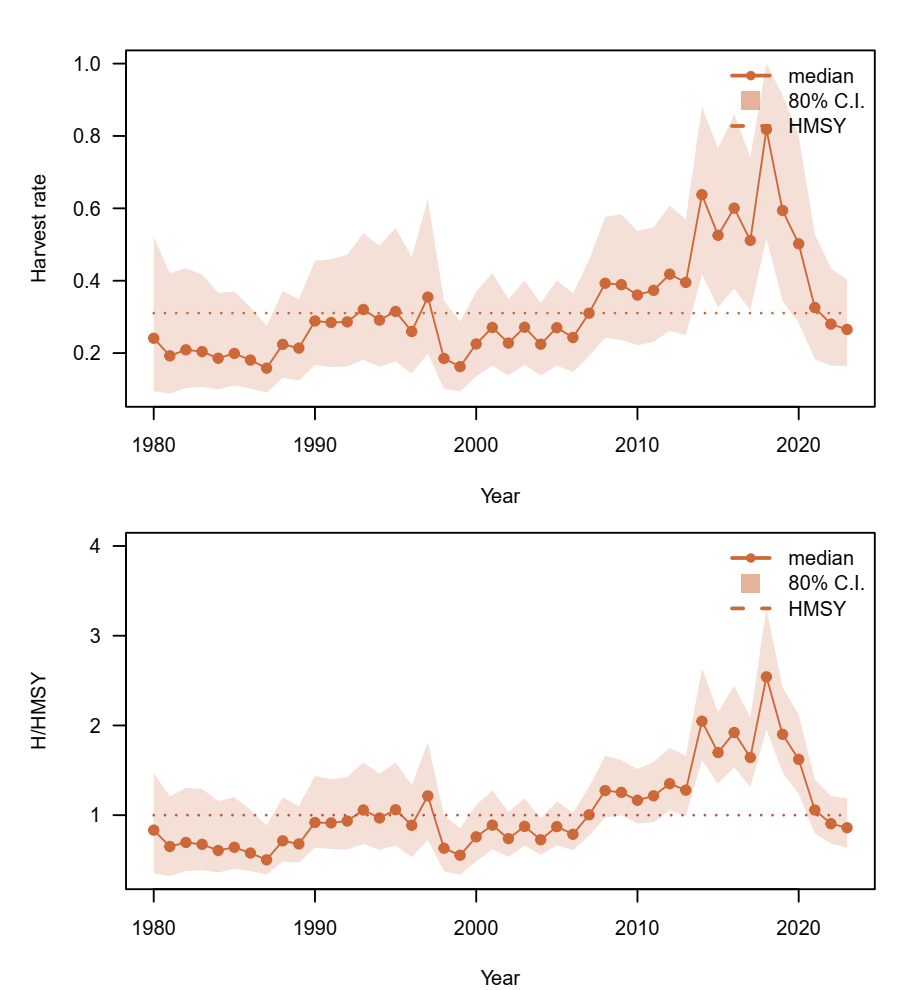 1.0
0.8
0.6
0.4
0.2
Harvest rate
median
80% C.I.
HMSY
1980 1990 2000 2010 2020
Year
4
3
2
1
H/HMSY
median
80% C.I.
HMSY
1980 1990 2000 2010 2020
Year